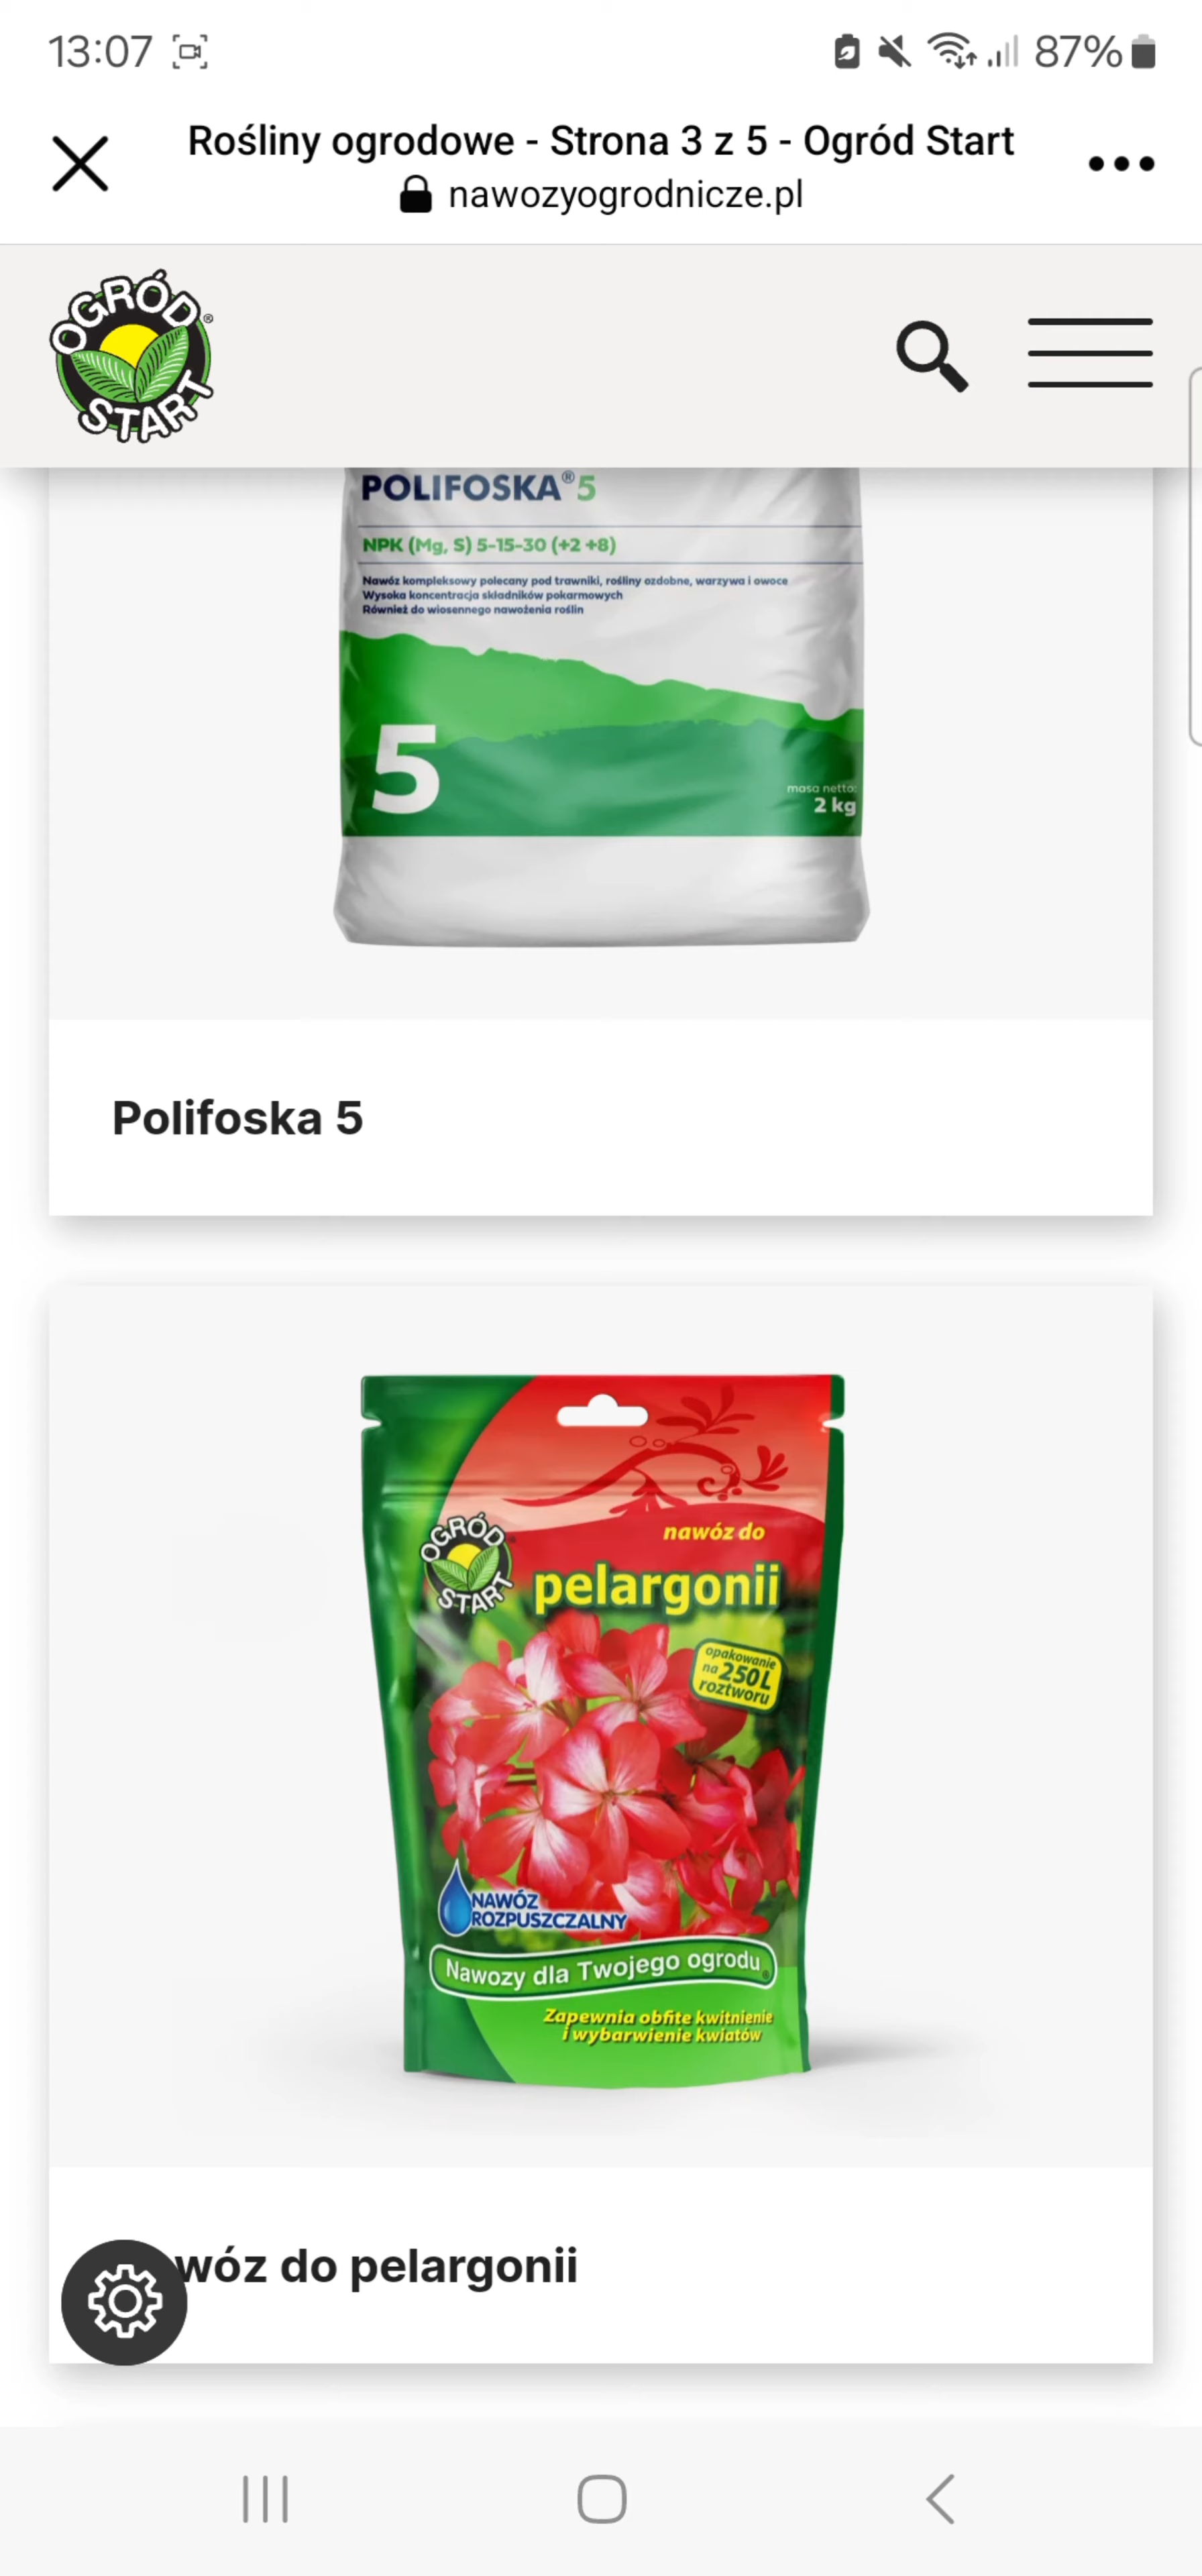 13:07
87%
Rośliny ogrodowe - Strona 3 z 5 - Ogród Start
nawozyogrodnicze.pl
OGRÓD
START
®
POLIFOSKA® 5
NPK (Mg, S) 5-15-30 (+2 +8)
Nawóz kompleksowy polecany pod trawniki, rośliny ozdobne, warzywa i owoce
Wysoka koncentracja składników pokarmowych
Również do wiosennego nawożenia roślin
5
masa netto:
2 kg
Polifoska 5
OGRÓD
START
nawóz do
pelargonii
opakowanie
na 250L
roztworu
NAWÓZ
ROZPUSZCZALNY
Nawozy dla Twojego ogrodu®
Zapewnia obfite kwitnienie
i wybarwienie kwiatów
wóz do pelargonii